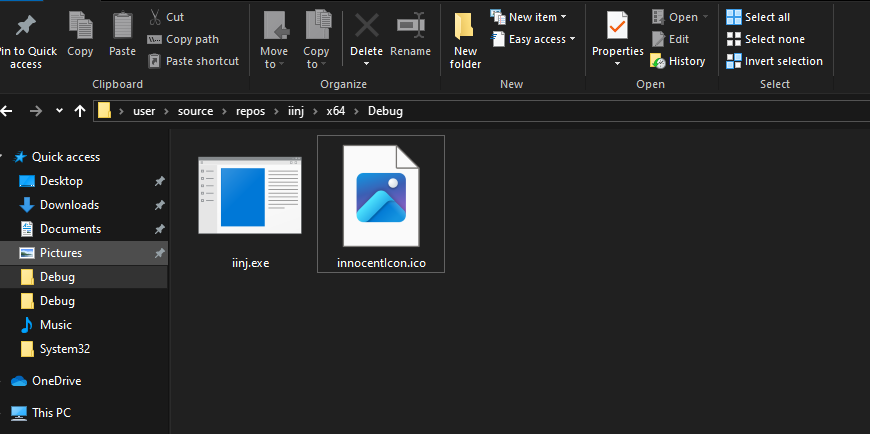 Pin to Quick
access
Copy
Paste
Cut
Copy path
Paste shortcut
Move
to
Copy
to
Delete
Rename
New
folder
New item
Easy access
Properties
Open
Edit
History
Select all
Select none
Invert selection
Clipboard
Organize
New
Open
Select
user
source
repos
iinj
x64
Debug
Quick access
Desktop
Downloads
Documents
Pictures
Debug
Debug
Music
System32
OneDrive
This PC
iinj.exe
innocentIcon.ico